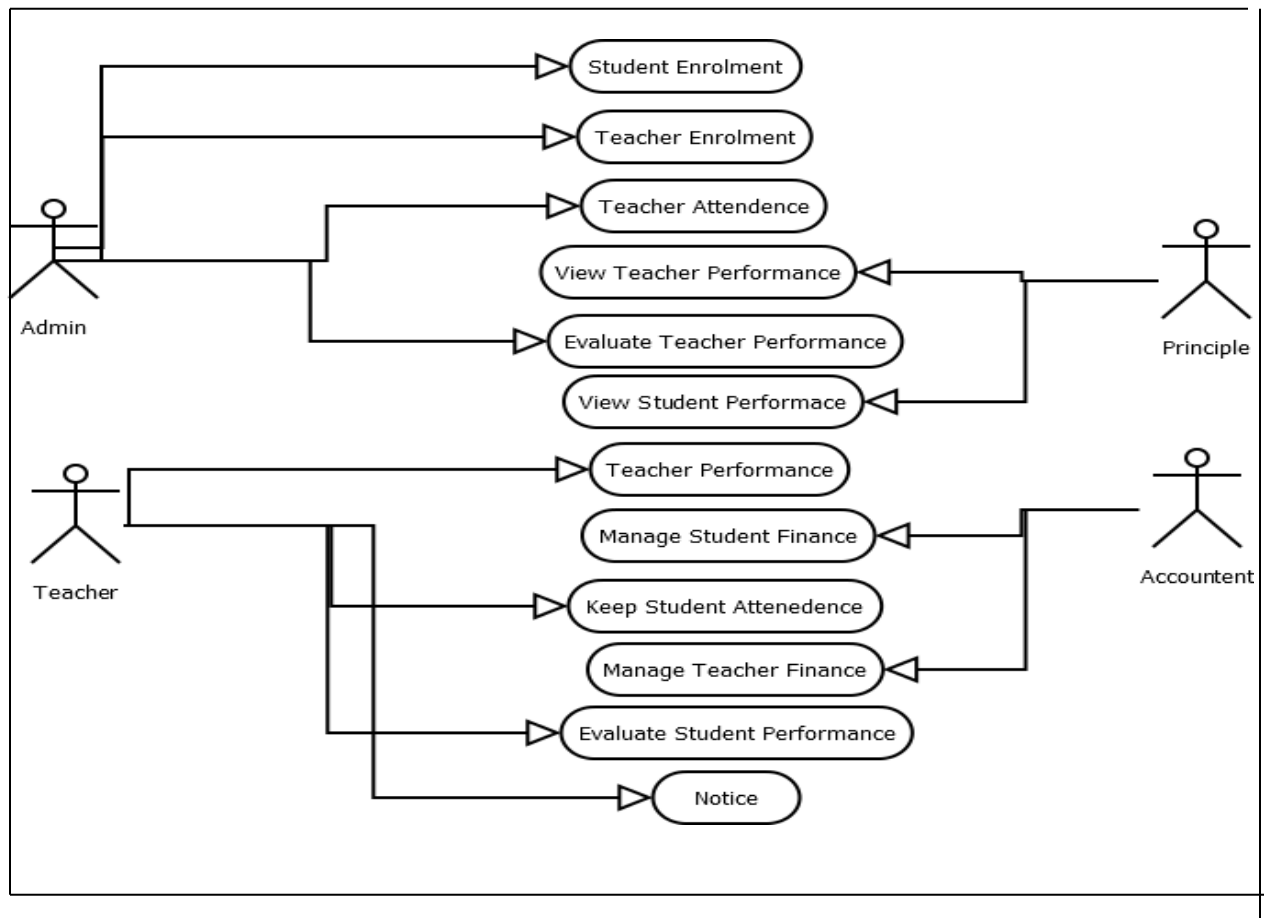 Student Enrolment
Teacher Enrolment
Teacher Attendence
View Teacher Performance
Admin
Evaluate Teacher Performance
Principle
View Student Performace
Teacher Performance
Manage Student Finance
Accountent
Teacher
Keep Student Attenedence
Manage Teacher Finance
Evaluate Student Performance
Notice